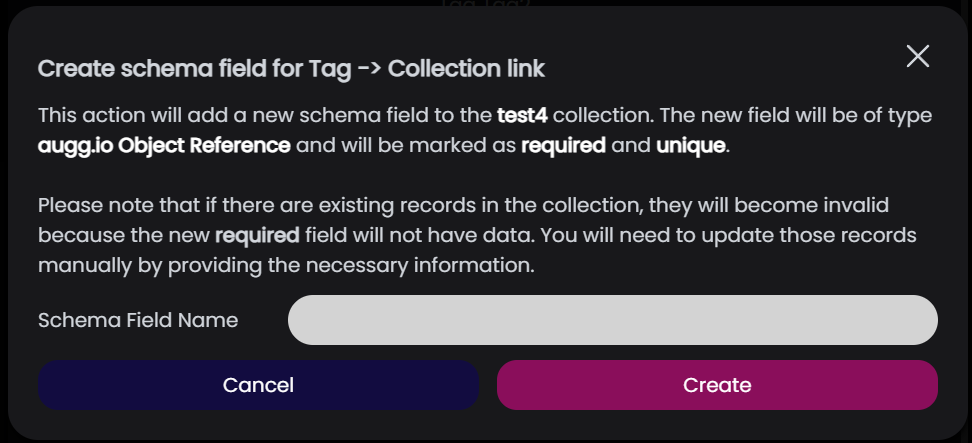 Create schema field for Tag -> Collection link
This action will add a new schema field to the test4 collection. The new field will be of type
augg.io Object Reference and will be marked as required and unique.
Please note that if there are existing records in the collection, they will become invalid
because the new required field will not have data. You will need to update those records
manually by providing the necessary information.
Schema Field Name
Cancel
Create